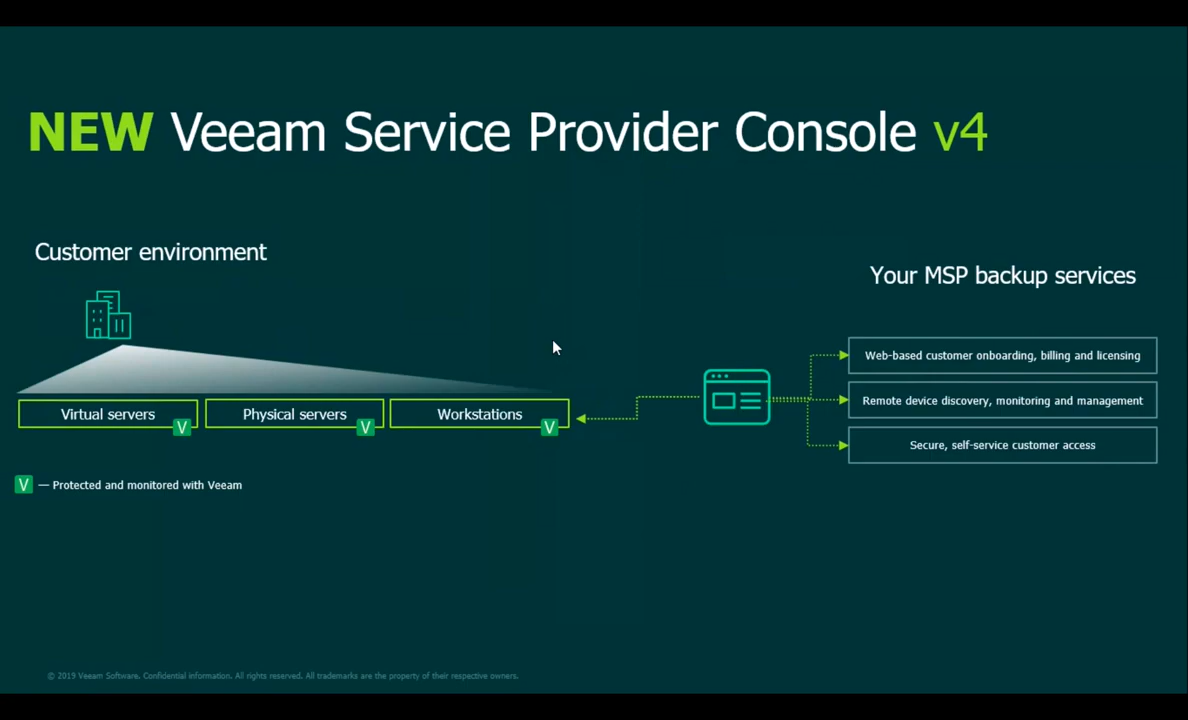 NEW Veeam Service Provider Console v4
Customer environment
Your MSP backup services
Web-based customer onboarding, billing and licensing
Remote device discovery, monitoring and management
Secure, self-service customer access
Virtual servers
V
Physical servers
V
Workstations
V
V — Protected and monitored with Veeam
© 2019 Veeam Software. Confidential information. All rights reserved. All trademarks are the property of their respective owners.